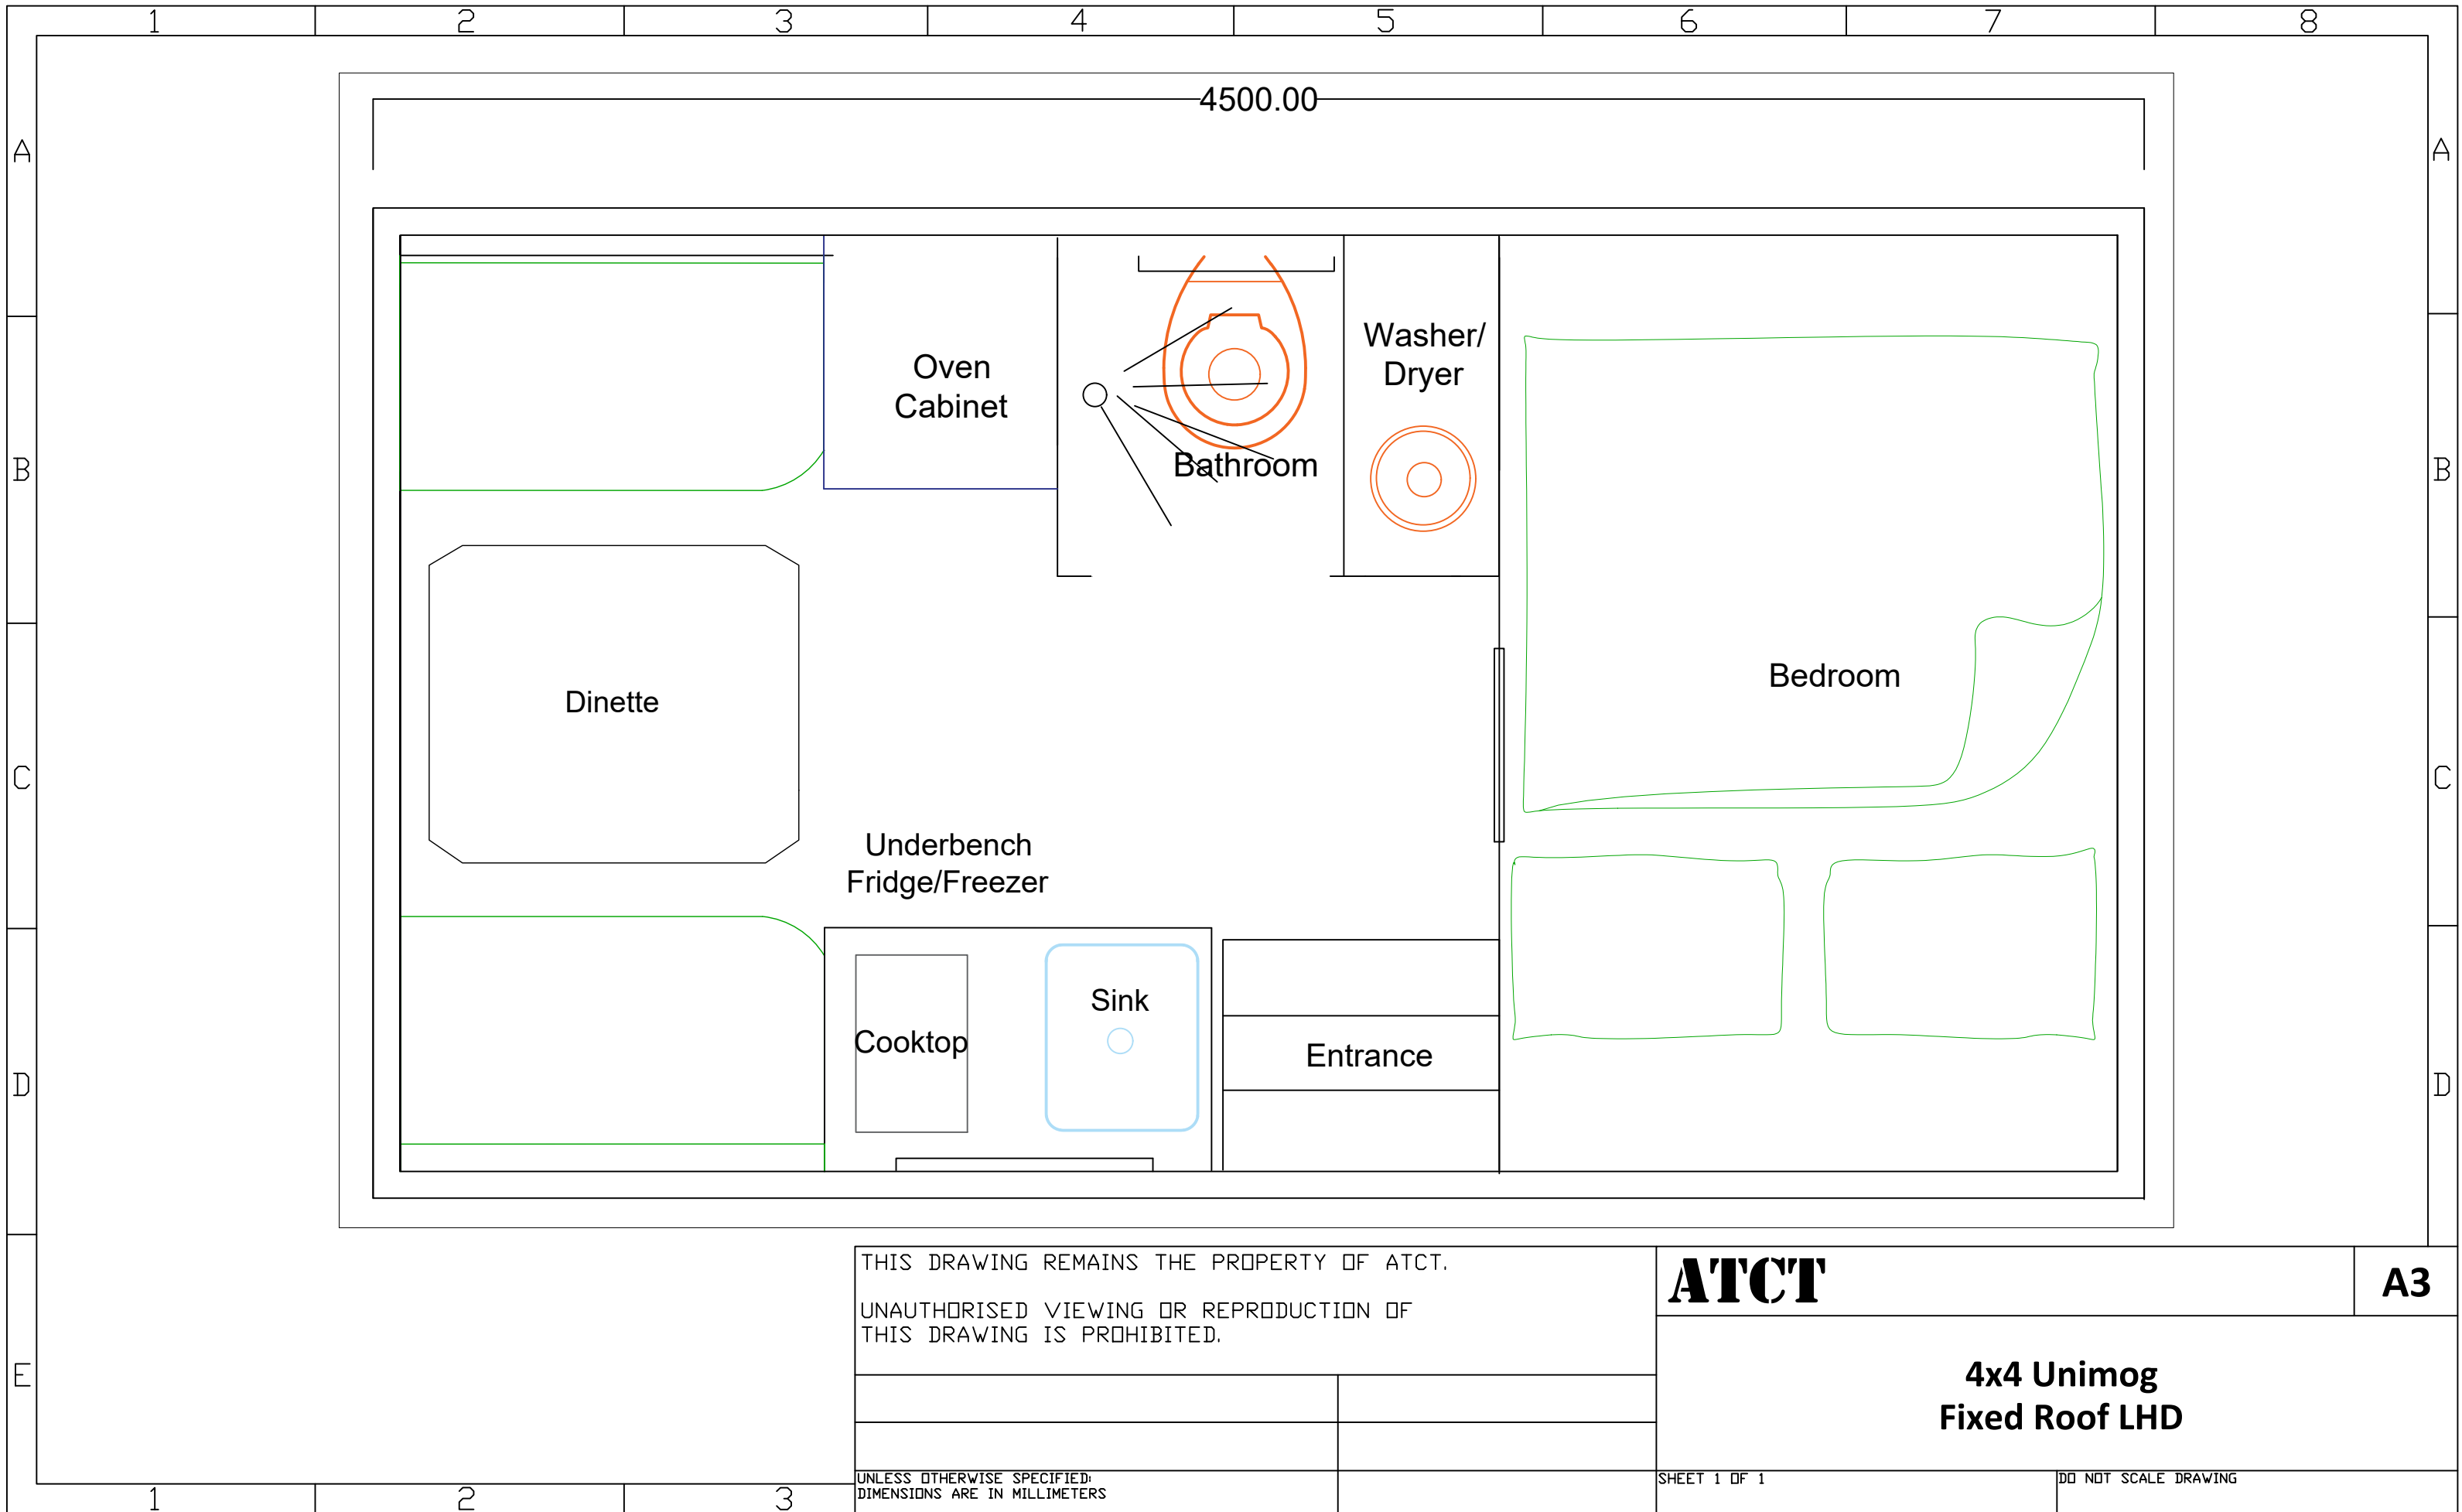 1 2 3 4 5 6 7 8
4500.00
A A
Washer/
Dryer
Oven
Cabinet
B B
Bathroom
Bedroom
Dinette
C C
Underbench
Fridge/Freezer
Sink
Cooktop
Entrance
D D
THIS DRAWING REMAINS THE PROPERTY OF ATCT.
UNAUTHORISED VIEWING OR REPRODUCTION OF
THIS DRAWING IS PROHIBITED.
ATCT
A3
E
4x4 Unimog
Fixed Roof LHD
UNLESS OTHERWISE SPECIFIED:
DIMENSIONS ARE IN MILLIMETERS
SHEET 1 OF 1
DO NOT SCALE DRAWING
1 2 3